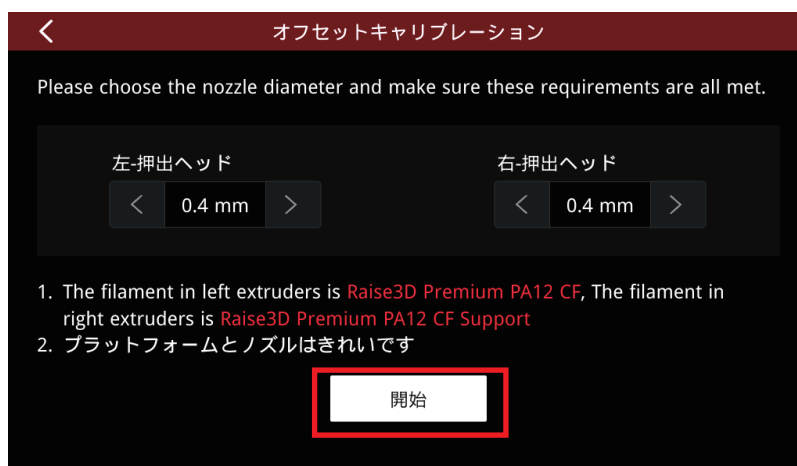 オフセットキャリブレーション
Please choose the nozzle diameter and make sure these requirements are all met.
左-押出ヘッド
右-押出ヘッド
0.4 mm
0.4 mm
1. The filament in left extruders is Raise3D Premium PA12 CF, The filament in
right extruders is Raise3D Premium PA12 CF Support
2. プラットフォームとノズルはきれいです
開始